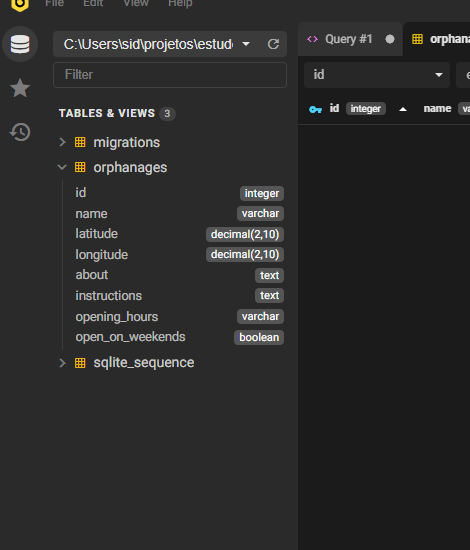 File Edit View Help
C:\Users\sid\projetos\estud
Filter
TABLES & VIEWS 3
migrations
orphanages
id integer
name varchar
latitude decimal(2,10)
longitude decimal(2,10)
about text
instructions text
opening_hours varchar
open_on_weekends boolean
sqlite_sequence
Query #1 orphana
id e
id integer name va